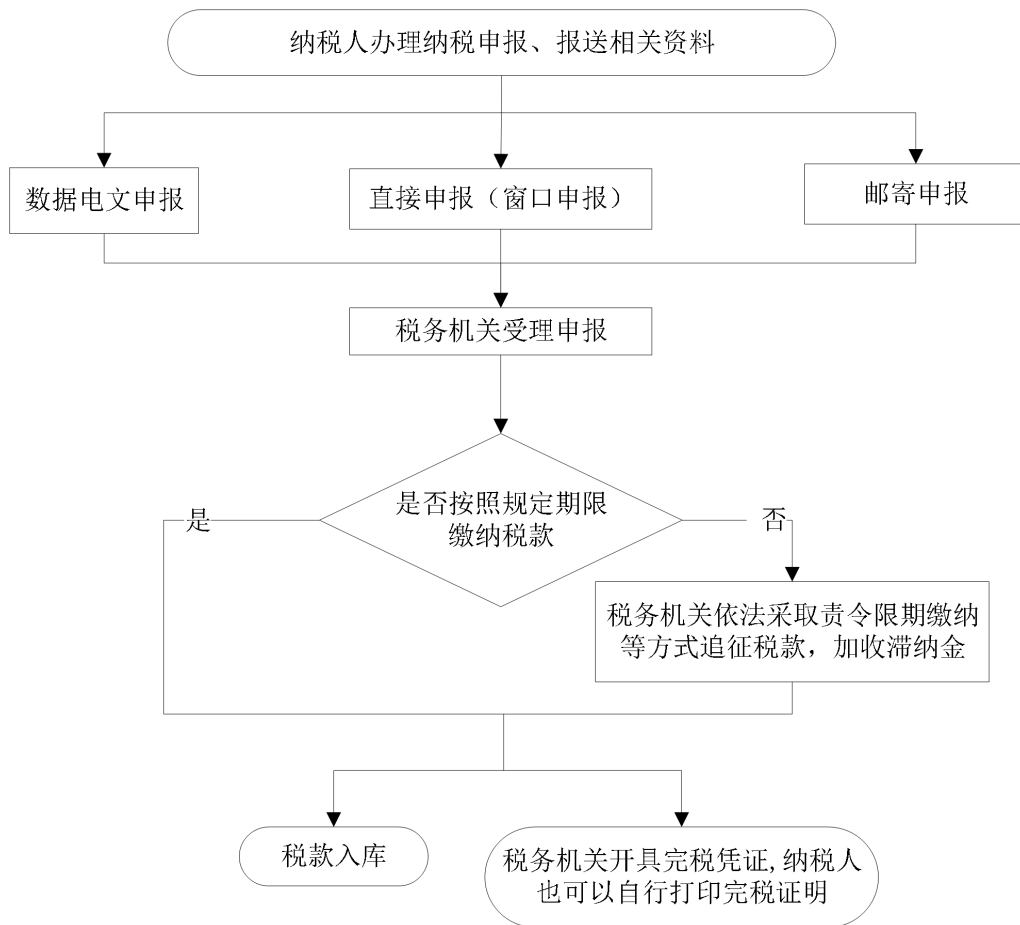 纳税人办理纳税申报、报送相关资料
数据电文申报
直接申报（窗口申报）
邮寄申报
税务机关受理申报
是否按照规定期限
缴纳税款
是
否
税务机关依法采取责令限期缴纳
等方式追征税款，加收滞纳金
税款入库
税务机关开具完税凭证,纳税人
也可以自行打印完税证明